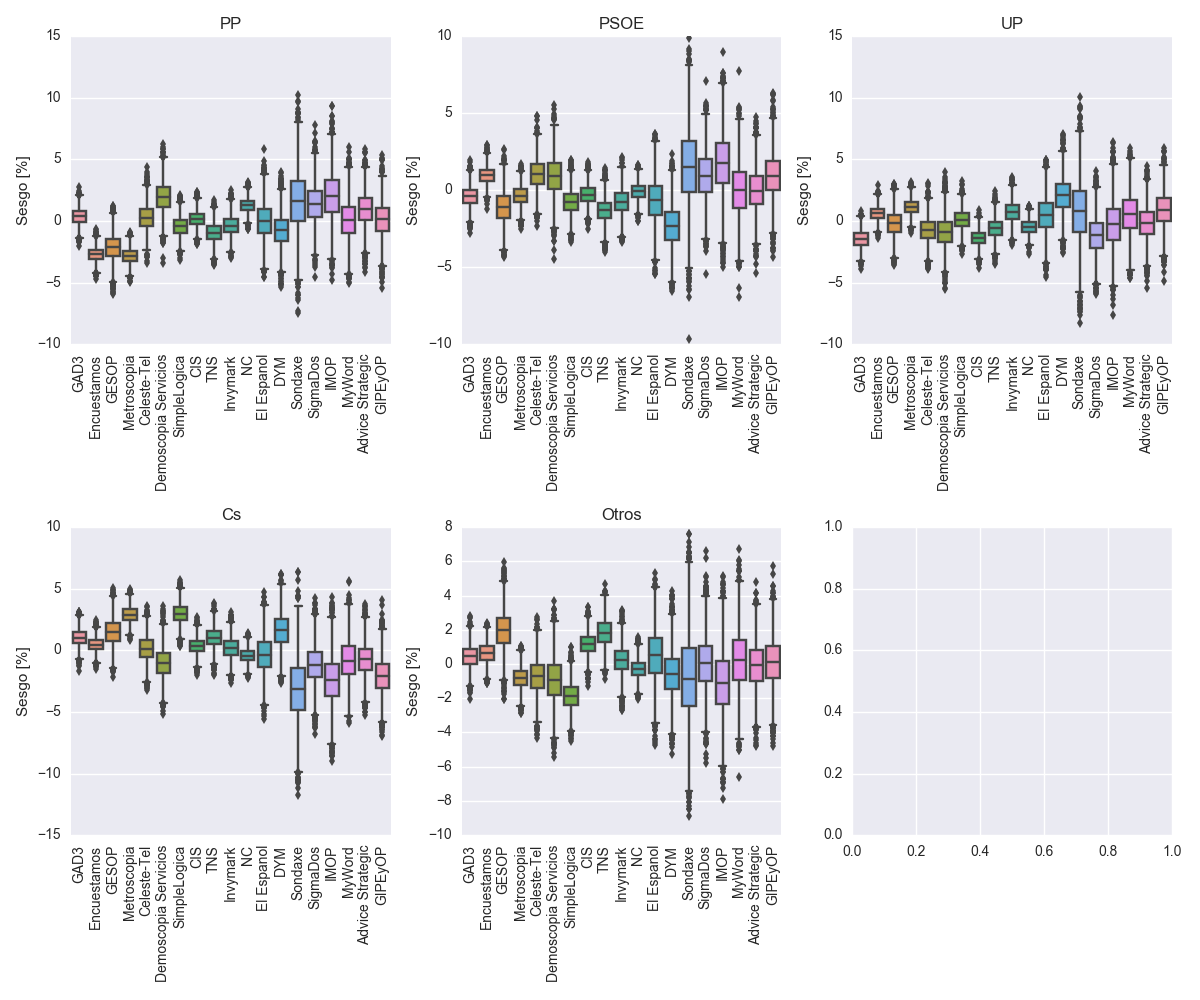 PP
PSOE
UP
15
10
5
0
−5
−10
Sesgo [%]
10
5
0
−5
−10
Sesgo [%]
15
10
5
0
−5
−10
Sesgo [%]
GAD3
Encuestamos
GESOP
Metroscopia
Celeste-Tel
Demoscopia Servicios
SimpleLogica
CIS
TNS
Invymark
NC
El Espanol
DYM
Sondaxe
SigmaDos
IMOP
MyWord
Advice Strategic
GIPEyOP
GAD3
Encuestamos
GESOP
Metroscopia
Celeste-Tel
Demoscopia Servicios
SimpleLogica
CIS
TNS
Invymark
NC
El Espanol
DYM
Sondaxe
SigmaDos
IMOP
MyWord
Advice Strategic
GIPEyOP
GAD3
Encuestamos
GESOP
Metroscopia
Celeste-Tel
Demoscopia Servicios
SimpleLogica
CIS
TNS
Invymark
NC
El Espanol
DYM
Sondaxe
SigmaDos
IMOP
MyWord
Advice Strategic
GIPEyOP
Cs
Otros
10
5
0
−5
−10
−15
Sesgo [%]
8
6
4
2
0
−2
−4
−6
−8
−10
Sesgo [%]
1.0
0.8
0.6
0.4
0.2
0.0
0.0 0.2 0.4 0.6 0.8 1.0
GAD3
Encuestamos
GESOP
Metroscopia
Celeste-Tel
Demoscopia Servicios
SimpleLogica
CIS
TNS
Invymark
NC
El Espanol
DYM
Sondaxe
SigmaDos
IMOP
MyWord
Advice Strategic
GIPEyOP
GAD3
Encuestamos
GESOP
Metroscopia
Celeste-Tel
Demoscopia Servicios
SimpleLogica
CIS
TNS
Invymark
NC
El Espanol
DYM
Sondaxe
SigmaDos
IMOP
MyWord
Advice Strategic
GIPEyOP